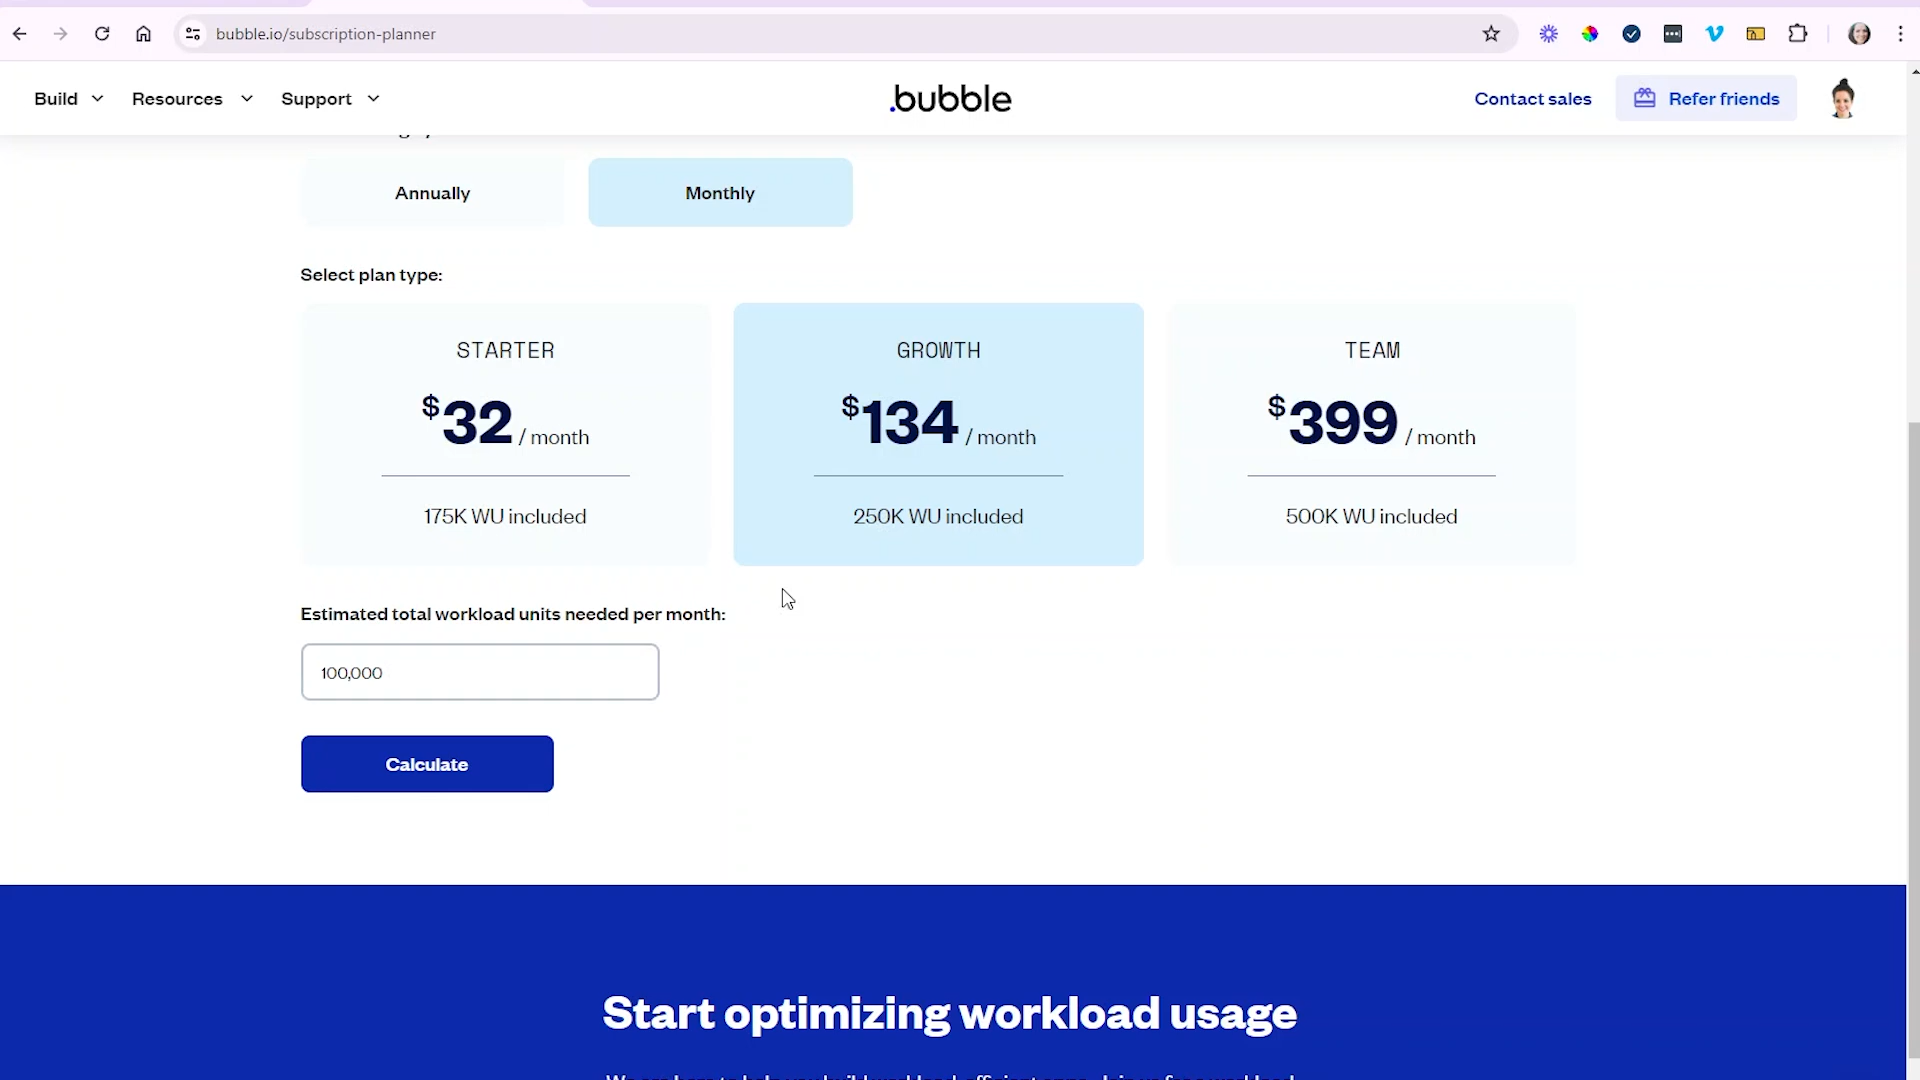 bubble.io/subscription-planner
Build Resources Support .bubble Contact sales Refer friends
Annually Monthly
Select plan type:
STARTER GROWTH TEAM
$32 / month $134 / month $399 / month
175K WU included 250K WU included 500K WU included
Estimated total workload units needed per month:
100,000
Calculate
Start optimizing workload usage